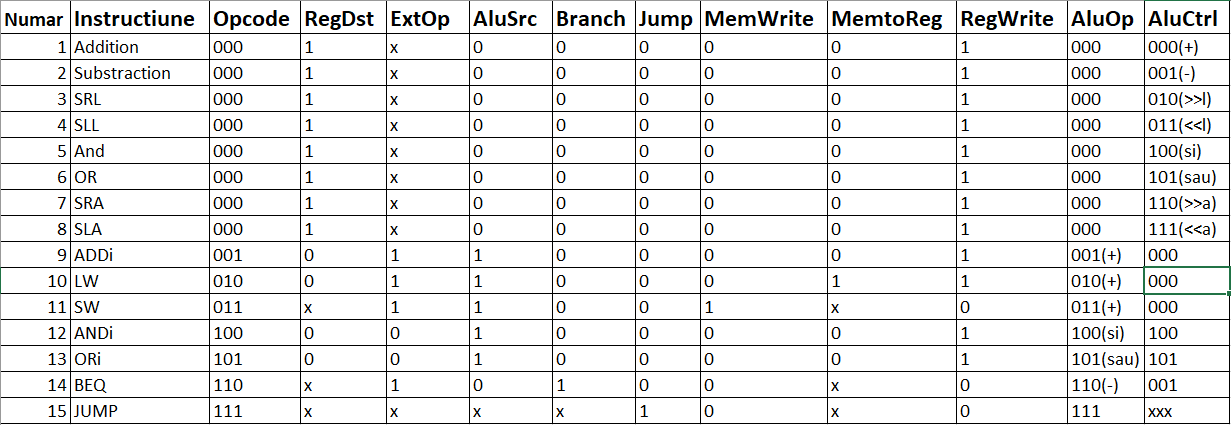 Numar Instructiune Opcode RegDst ExtOp AluSrc Branch Jump MemWrite MemtoReg RegWrite AluOp AluCtrl
1 Addition 000 1 x 0 0 0 0 0 1 000 000(+)
2 Substraction 000 1 x 0 0 0 0 0 1 000 001(-)
3 SRL 000 1 x 0 0 0 0 0 1 000 010(>>l)
4 SLL 000 1 x 0 0 0 0 0 1 000 011(<<l)
5 And 000 1 x 0 0 0 0 0 1 000 100(si)
6 OR 000 1 x 0 0 0 0 0 1 000 101(sau)
7 SRA 000 1 x 0 0 0 0 0 1 000 110(>>a)
8 SLA 000 1 x 0 0 0 0 0 1 000 111(<<a)
9 ADDi 001 0 1 1 0 0 0 0 1 001(+) 000
10 LW 010 0 1 1 0 0 0 1 1 010(+) 000
11 SW 011 x 1 1 0 0 1 x 0 011(+) 000
12 ANDi 100 0 0 1 0 0 0 0 1 100(si) 100
13 ORi 101 0 0 1 0 0 0 0 1 101(sau) 101
14 BEQ 110 x 1 0 1 0 0 x 0 110(-) 001
15 JUMP 111 x x x x 1 0 x 0 111 xxx